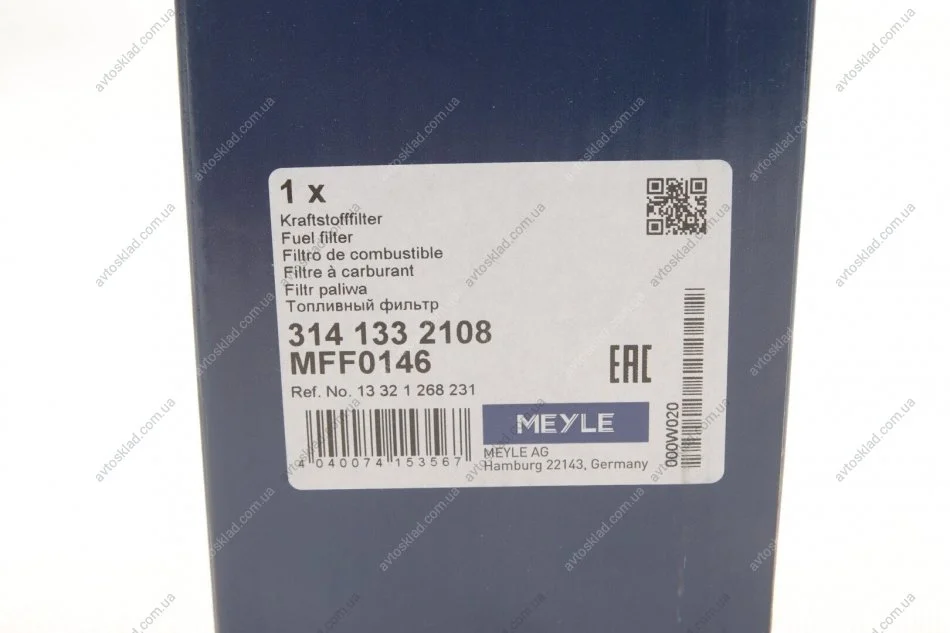 1 x
Kraftstofffilter
Fuel filter
Filtro de combustible
Filtre à carburant
Filtr paliwa
Топливный фильтр
314 133 2108
MFF0146
Ref. No. 13 32 1 268 231
4 040074 153567
EAC
MEYLE
MEYLE AG
Hamburg 22143, Germany
000W020
avtosklad.com.ua